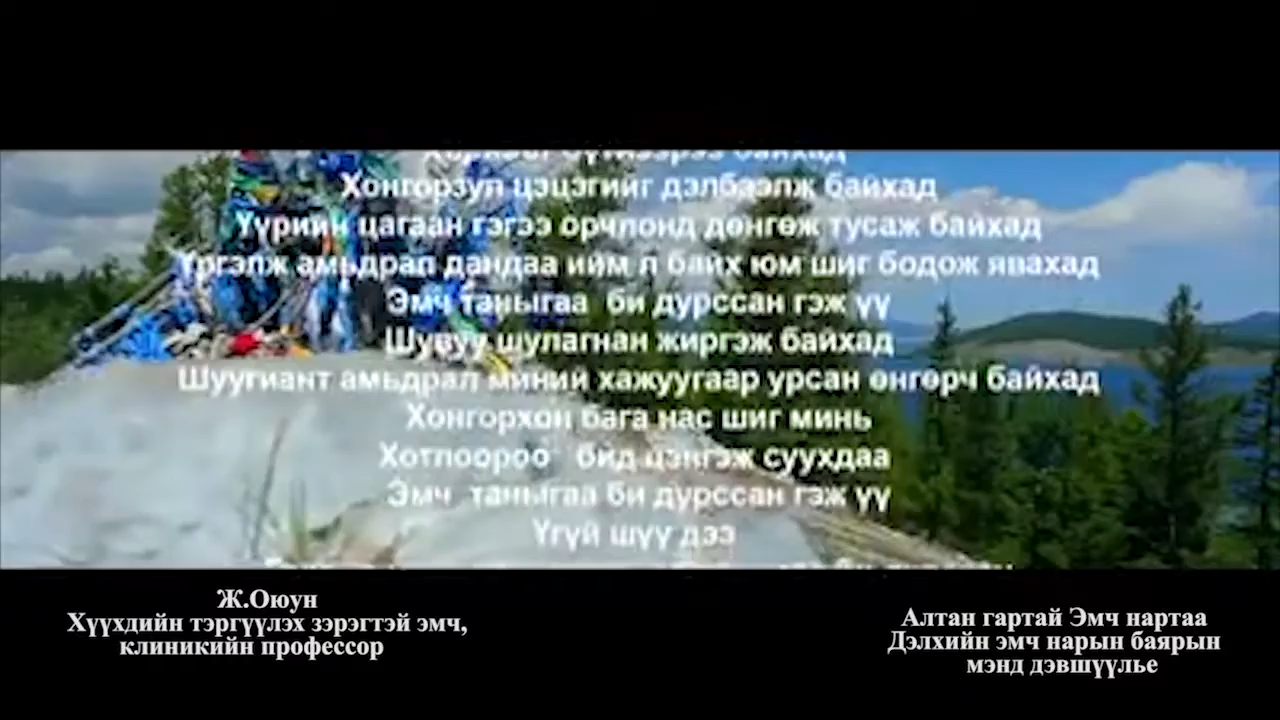 Хонгорзул цэцэгийг дэлбээлж байхад
Үүрийн цагаан гэгээ орчлонд дөнгөж тусаж байхад
Үргэлж амьдрал дандаа ийм л байх юм шиг бодож явахад
Эмч таныгаа би дурссан гэж үү
Шувуу шулагнан жиргэж байхад
Шуугиант амьдрал миний хажуугаар урсан өнгөрч байхад
Хонгорхон бага нас шиг минь
Хотлоороо бид цэнгэж суухдаа
Эмч таныгаа би дурссан гэж үү
Үгүй шүү дээ
Ж.Оюун
Хүүхдийн тэргүүлэх зэрэгтэй эмч,
клиникийн профессор
Алтан гартай Эмч нартаа
Дэлхийн эмч нарын баярын
мэнд дэвшүүлье